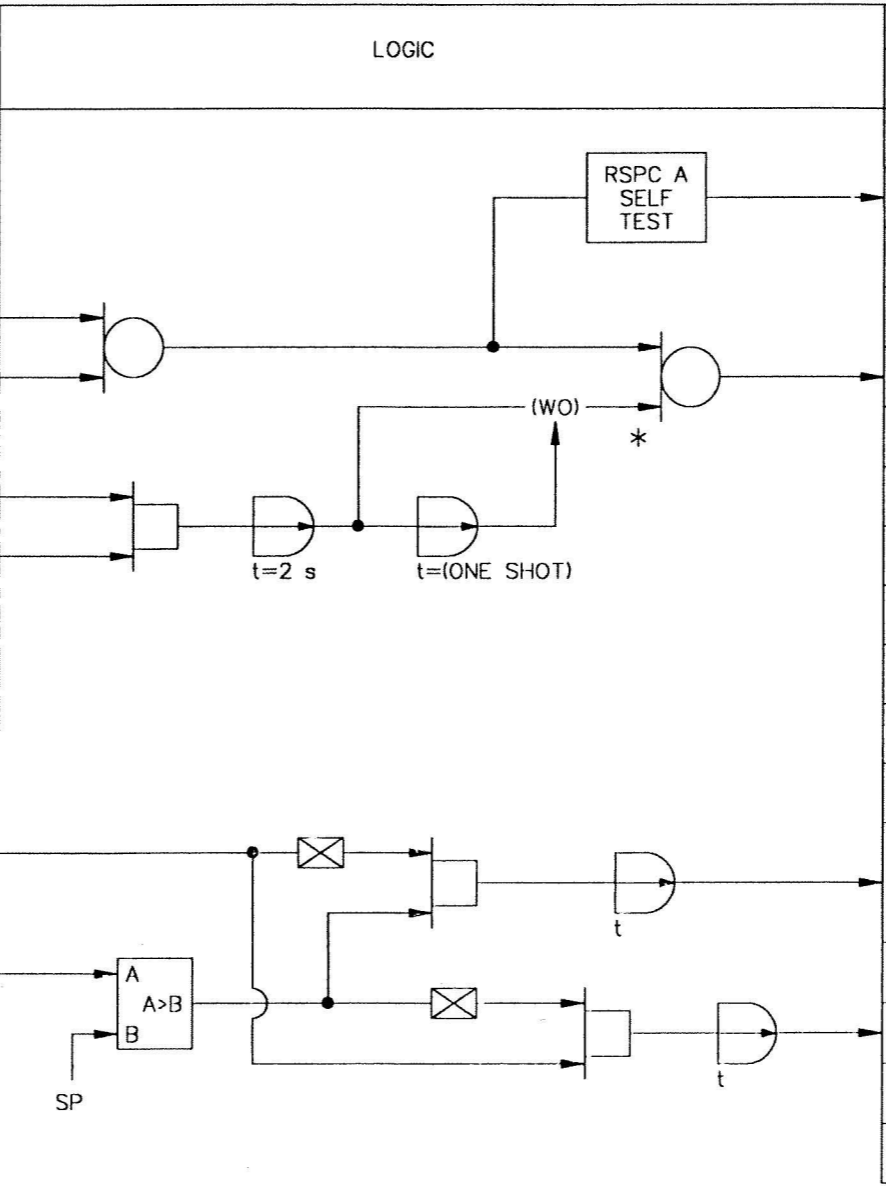 LOGIC
RSPC A
SELF
TEST
(WO)
*
t=2 s
t=(ONE SHOT)
A
A>B
B
SP
t
t